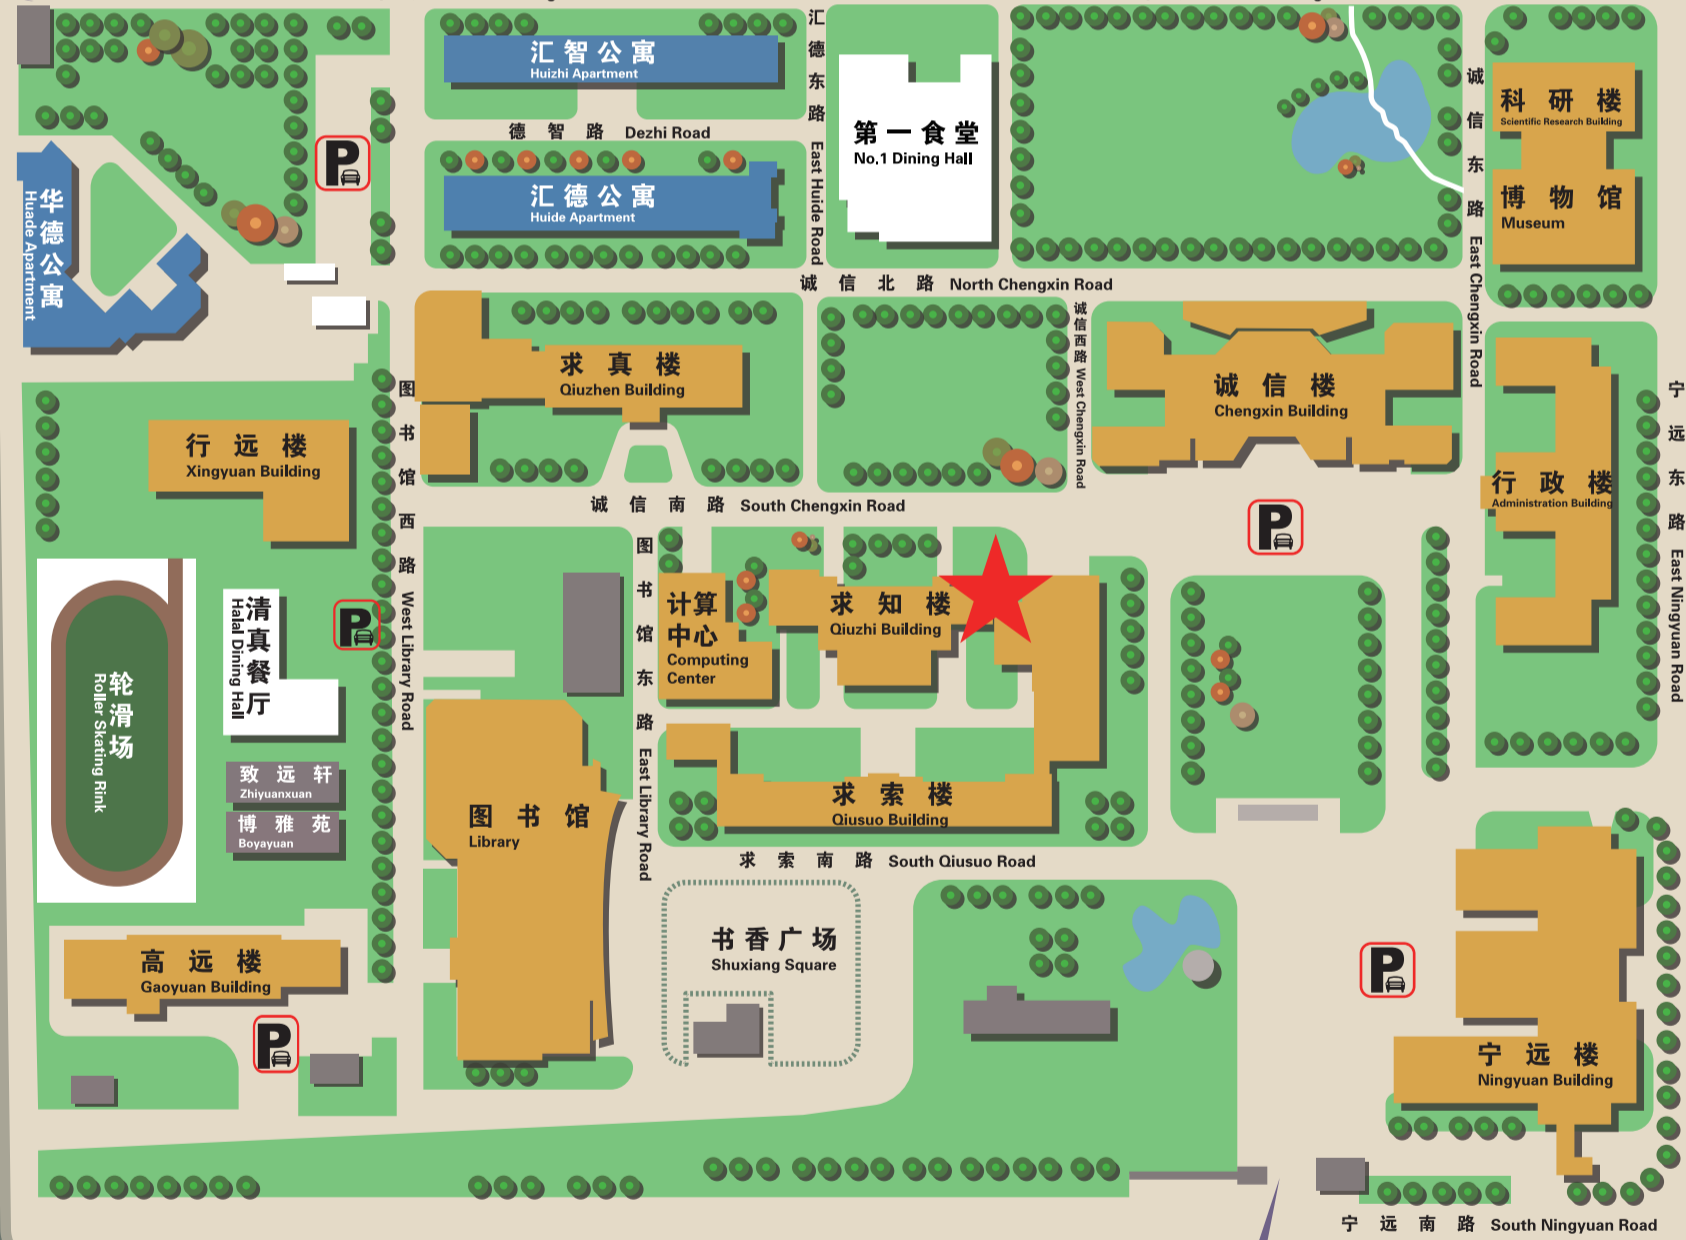 汇智公寓
Huizhi Apartment
德智路 Dezhi Road
汇德公寓
Huide Apartment
汇德东路
East Huide Road
第一食堂
No.1 Dining Hall
诚信东路
East Chengxin Road
科研楼
Scientific Research Building
博物馆
Museum
P
华德公寓
Huade Apartment
诚信北路 North Chengxin Road
求真楼
Qiuzhen Building
诚信西路 West Chengxin Road
诚信楼
Chengxin Building
图书馆西路
West Library Road
行远楼
Xingyuan Building
诚信南路 South Chengxin Road
行政楼
Administration Building
宁远东路
East Ningyuan Road
P
图书馆东路
East Library Road
计算
中心
Computing
Center
求知楼
Qiuzhi Building
清真餐厅
Halal Dining Hall
P
轮滑场
Roller Skating Rink
致远轩
Zhiyuanxuan
博雅苑
Boyayuan
图书馆
Library
求索楼
Qiusuo Building
求索南路 South Qiusuo Road
书香广场
Shuxiang Square
高远楼
Gaoyuan Building
P
P
宁远楼
Ningyuan Building
宁远南路 South Ningyuan Road